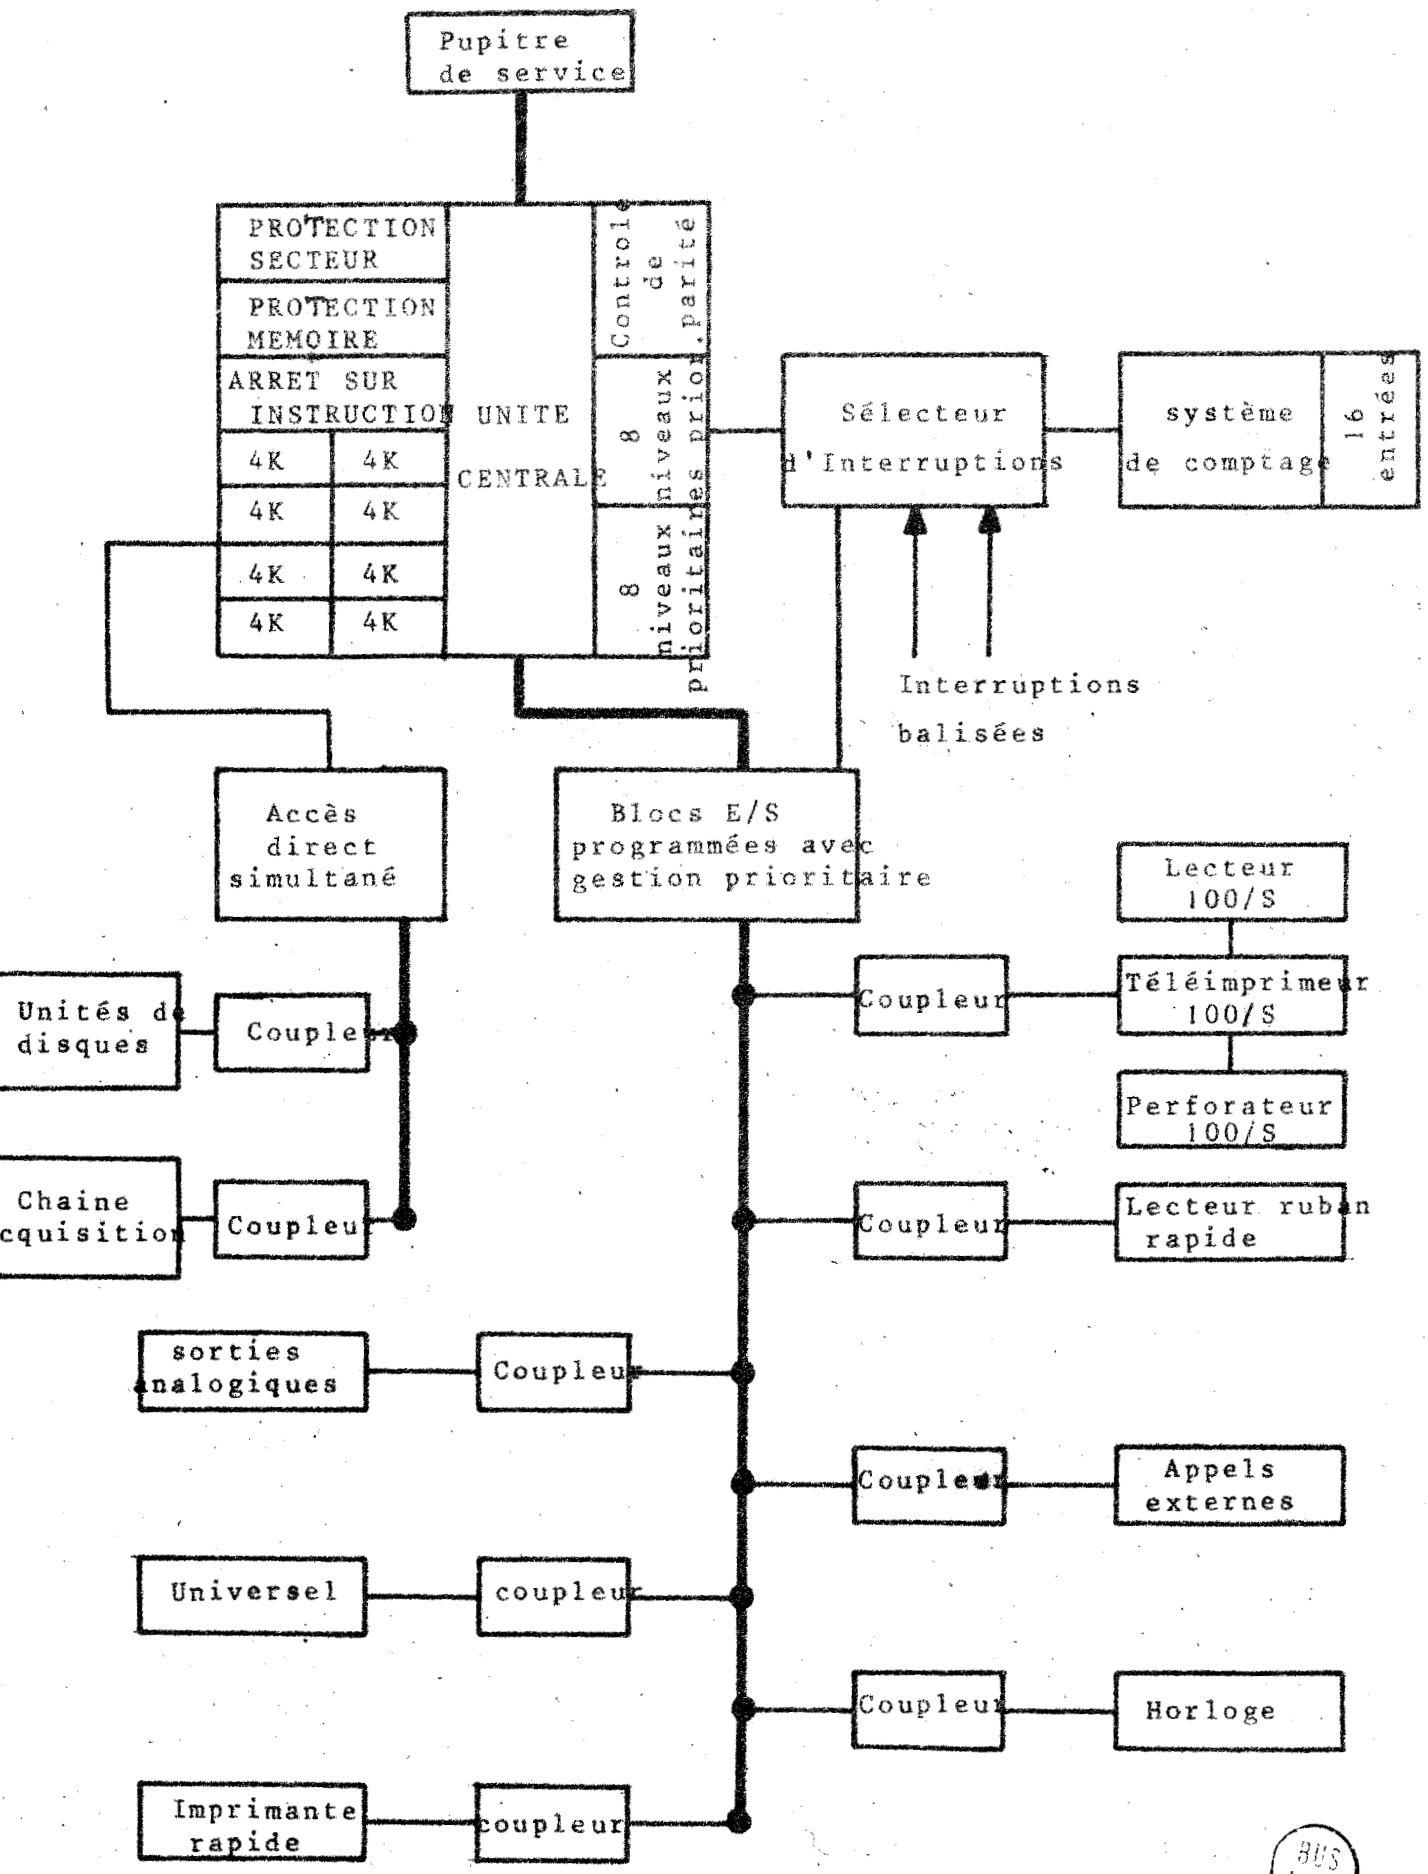 Pupitre
de service
PROTECTION
SECTEUR
PROTECTION
MEMOIRE
ARRET SUR
INSTRUCTION
4K 4K
4K 4K
4K 4K
4K 4K
UNITE
CENTRALE
Controle
de
parité
8
niveaux
prior.
8
niveaux
prioritaires
Sélecteur
d'Interruptions
système
de comptage
16
entrées
Interruptions
balisées
Accès
direct
simultané
Blocs E/S
programmées avec
gestion prioritaire
Lecteur
100/S
Coupleur
Téléimprimeur
100/S
Perforateur
100/S
Unités de
disques
Coupleur
Chaine
cquisition
Coupleur
Coupleur
Lecteur ruban
rapide
sorties
analogiques
Coupleur
Coupleur
Appels
externes
Universel
coupleur
Coupleur
Horloge
Imprimante
rapide
coupleur
BUS